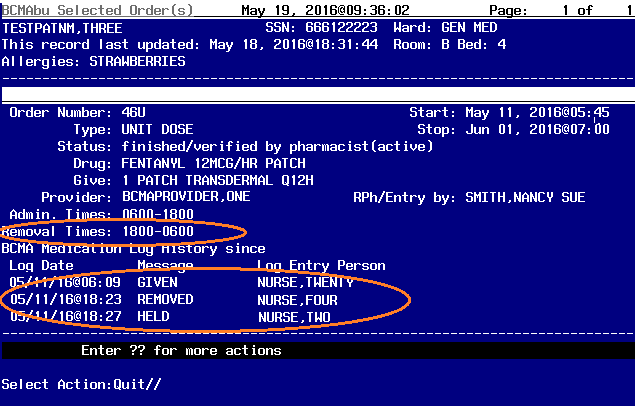 BCMAbu Selected Order(s) May 19, 2016@09:36:02 Page: 1 of 1
TESTPATNM,THREE SSN: 666122223 Ward: GEN MED
This record last updated: May 18, 2016@18:31:44 Room: B Bed: 4
Allergies: STRAWBERRIES
Order Number: 46U Start: May 11, 2016@05:45
Type: UNIT DOSE Stop: Jun 01, 2016@07:00
Status: finished/verified by pharmacist(active)
Drug: FENTANYL 12MCG/HR PATCH
Give: 1 PATCH TRANSDERMAL Q12H
Provider: BCMAPROVIDER,ONE RPh/Entry by: SMITH,NANCY SUE
Admin. Times: 0600-1800
Removal Times: 1800-0600
BCMA Medication Log History since
Log Date Message Log Entry Person
05/11/16@06:09 GIVEN NURSE,TWENTY
05/11/16@18:23 REMOVED NURSE,FOUR
05/11/16@18:27 HELD NURSE,TWO
Enter ?? for more actions
Select Action:Quit//